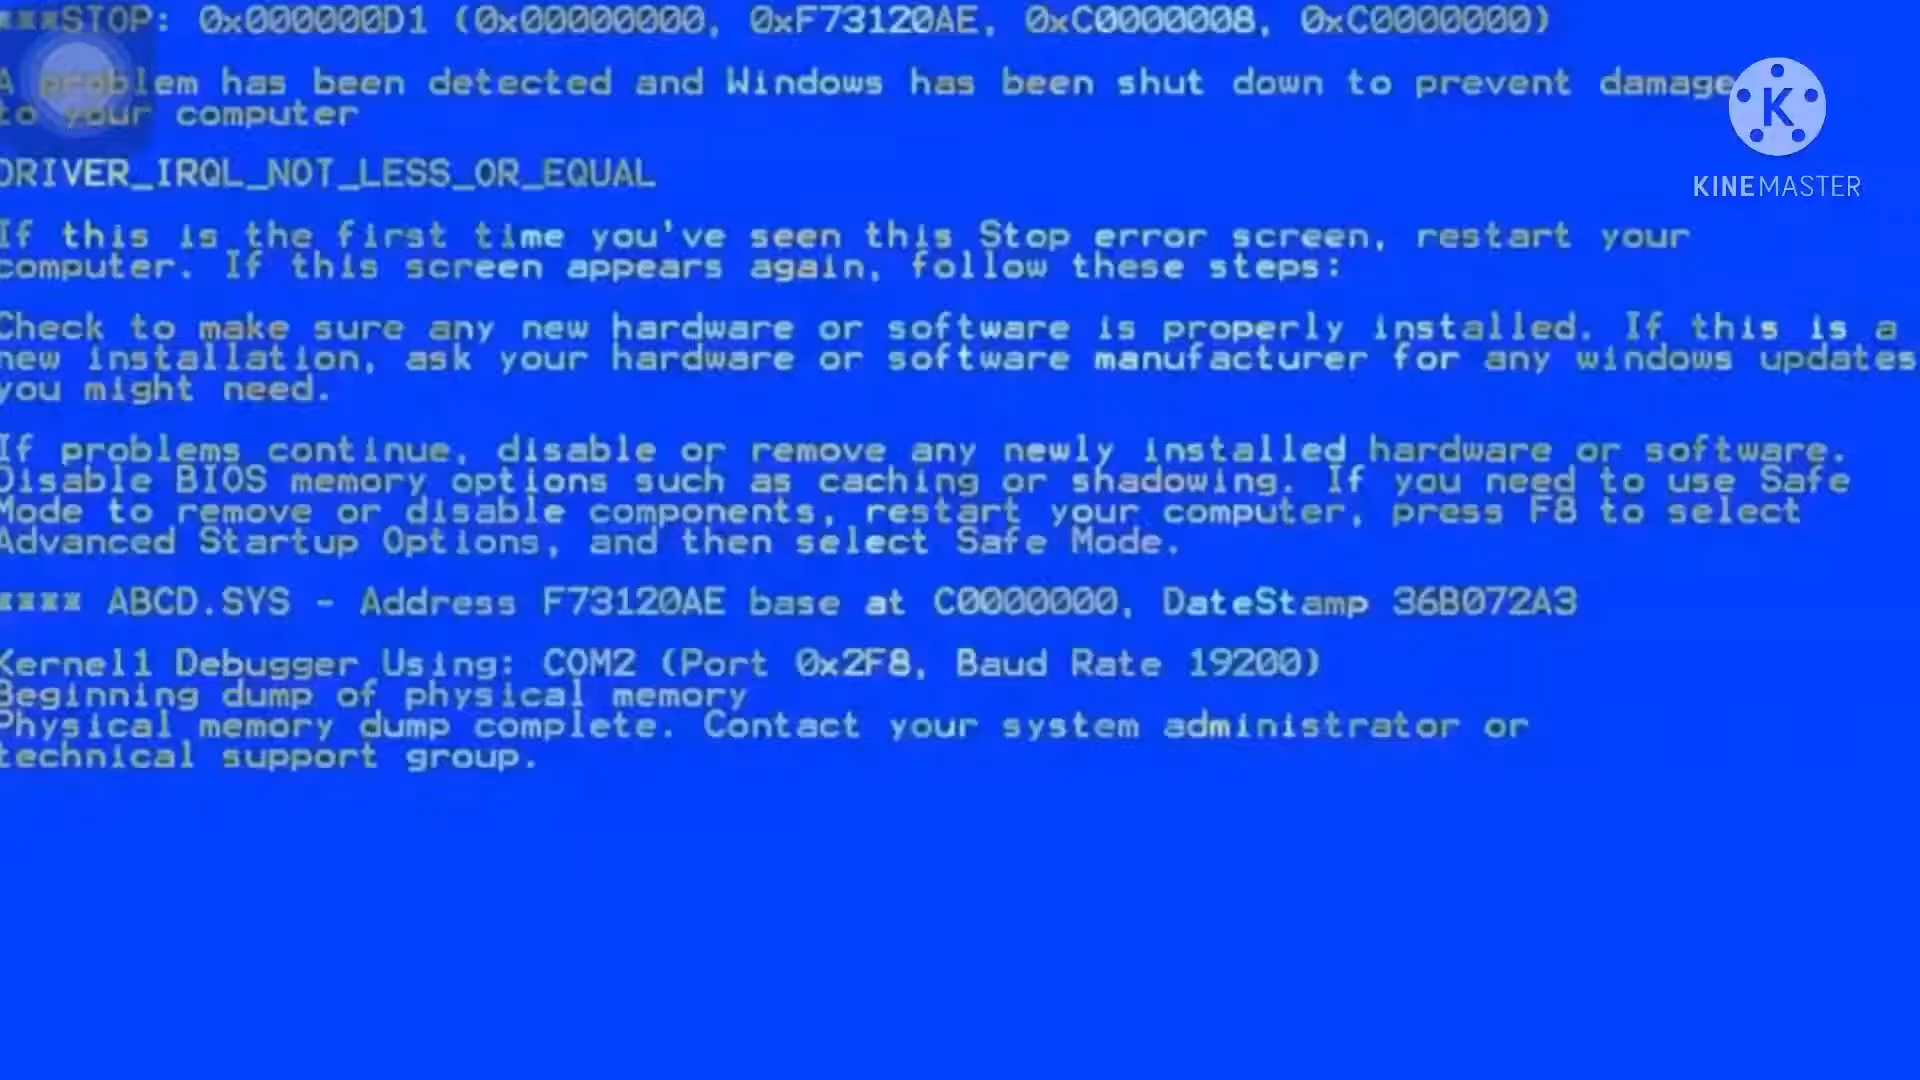 ***STOP: 0x000000D1 (0x00000000, 0xF73120AE, 0xC0000008, 0xC0000000)
A problem has been detected and Windows has been shut down to prevent damage
to your computer
DRIVER_IRQL_NOT_LESS_OR_EQUAL
If this is the first time you've seen this Stop error screen, restart your
computer. If this screen appears again, follow these steps:
Check to make sure any new hardware or software is properly installed. If this is a
new installation, ask your hardware or software manufacturer for any windows updates
you might need.
If problems continue, disable or remove any newly installed hardware or software.
Disable BIOS memory options such as caching or shadowing. If you need to use Safe
Mode to remove or disable components, restart your computer, press F8 to select
Advanced Startup Options, and then select Safe Mode.
**** ABCD.SYS - Address F73120AE base at C0000000, DateStamp 36B072A3
Kernel1 Debugger Using: COM2 (Port 0x2F8, Baud Rate 19200)
Beginning dump of physical memory
Physical memory dump complete. Contact your system administrator or
technical support group.
K
KINEMASTER